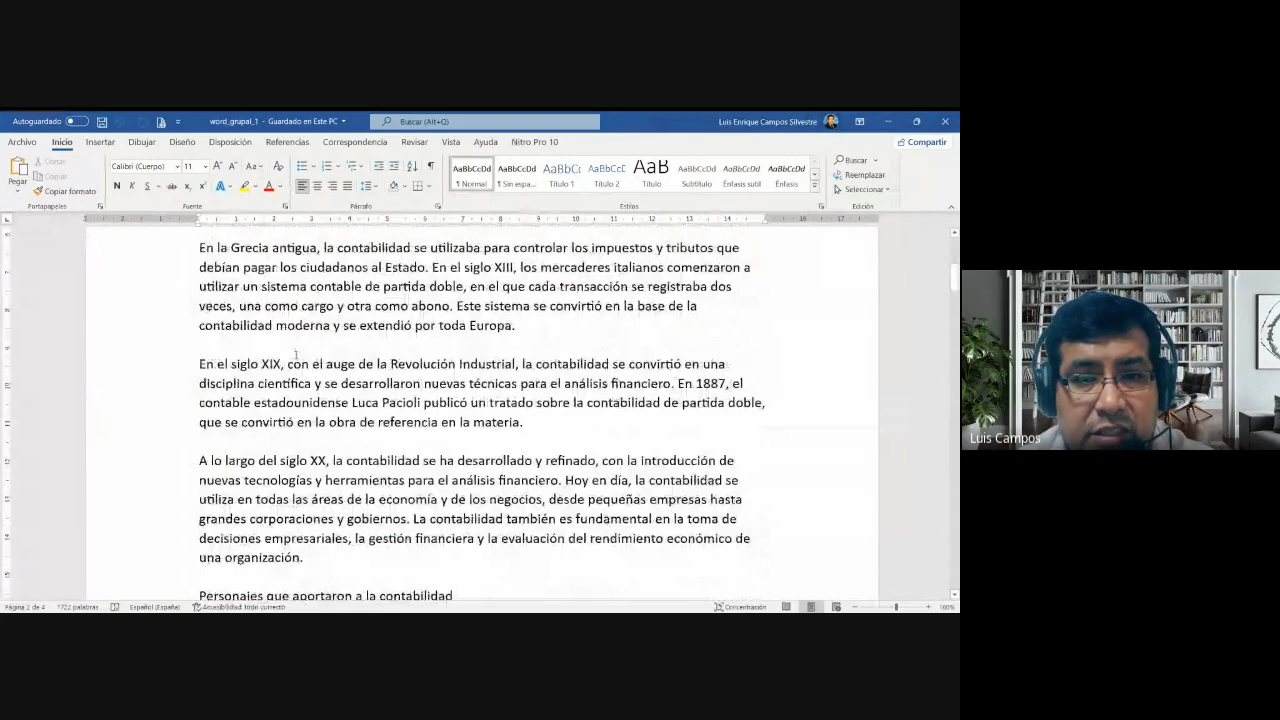 Autoguardado
word_grupal_1 - Guardado en Este PC
Buscar (Alt+Q)
Luis Enrique Campos Silvestre
Archivo Inicio Insertar Dibujar Diseño Disposición Referencias Correspondencia Revisar Vista Ayuda Nitro Pro 10
Compartir
Pegar
Cortar
Copiar
Copiar formato
Portapapeles
Calibri (Cuerpo) 11
Fuente
Párrafo
AaBbCcDd AaBbCcDd AaBbCc AaBbCcE AaB AaBbCcDd AaBbCcDd AaBbCcDd
¶ Normal ¶ Sin espa... Título 1 Título 2 Título Subtítulo Énfasis sutil Énfasis
Estilos
Buscar
Reemplazar
Seleccionar
Edición
En la Grecia antigua, la contabilidad se utilizaba para controlar los impuestos y tributos que
debían pagar los ciudadanos al Estado. En el siglo XIII, los mercaderes italianos comenzaron a
utilizar un sistema contable de partida doble, en el que cada transacción se registraba dos
veces, una como cargo y otra como abono. Este sistema se convirtió en la base de la
contabilidad moderna y se extendió por toda Europa.
En el siglo XIX, con el auge de la Revolución Industrial, la contabilidad se convirtió en una
disciplina científica y se desarrollaron nuevas técnicas para el análisis financiero. En 1887, el
contable estadounidense Luca Pacioli publicó un tratado sobre la contabilidad de partida doble,
que se convirtió en la obra de referencia en la materia.
A lo largo del siglo XX, la contabilidad se ha desarrollado y refinado, con la introducción de
nuevas tecnologías y herramientas para el análisis financiero. Hoy en día, la contabilidad se
utiliza en todas las áreas de la economía y de los negocios, desde pequeñas empresas hasta
grandes corporaciones y gobiernos. La contabilidad también es fundamental en la toma de
decisiones empresariales, la gestión financiera y la evaluación del rendimiento económico de
una organización.
Personajes que aportaron a la contabilidad
Página 2 de 4 1722 palabras Español (España) Accesibilidad: todo correcto
Concentración
160%
Luis Campos